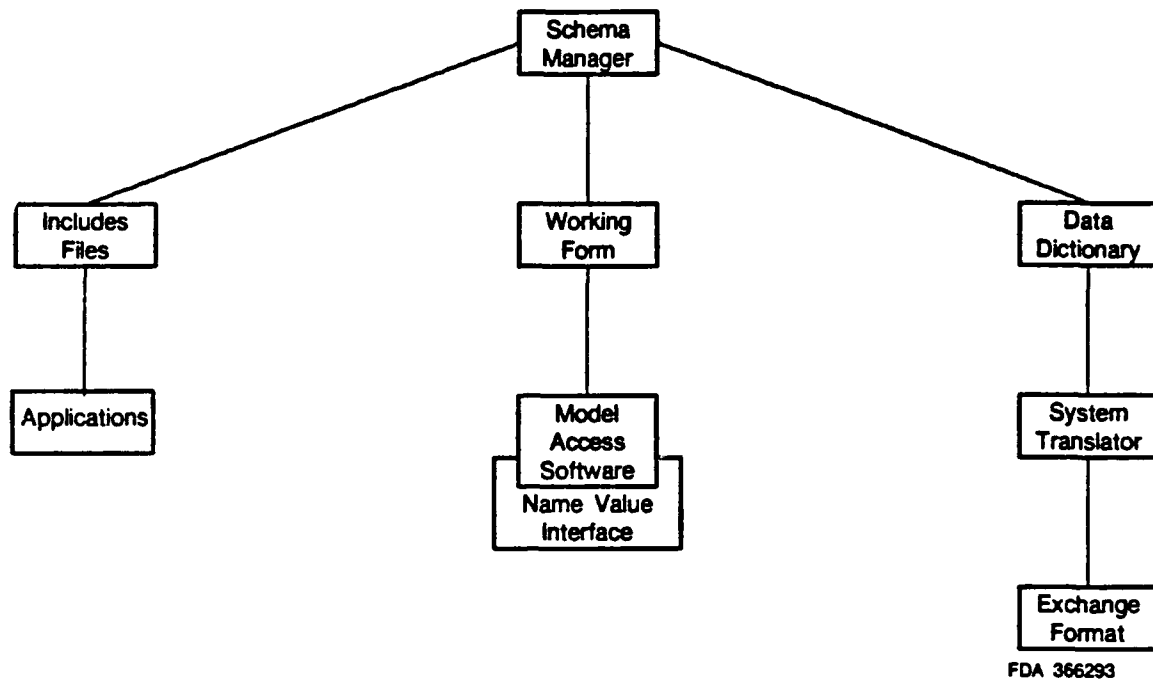 Schema
Manager
Includes
Files
Working
Form
Data
Dictionary
Applications
Model
Access
Software
Name Value
Interface
System
Translator
Exchange
Format
FDA 366293